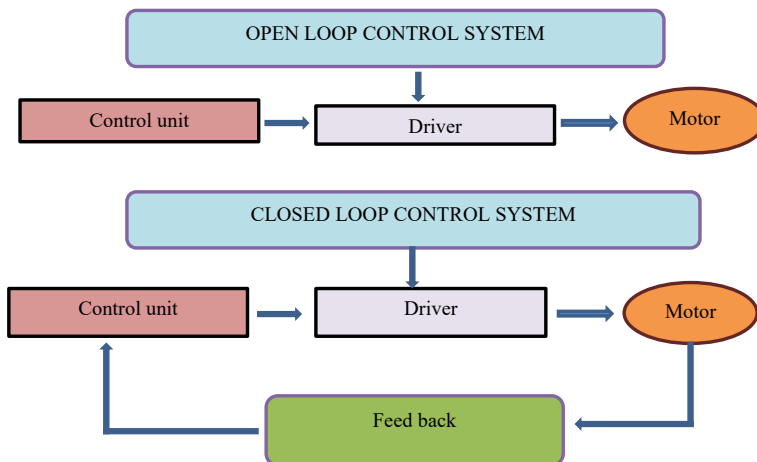 OPEN LOOP CONTROL SYSTEM
Control unit
Driver
Motor
CLOSED LOOP CONTROL SYSTEM
Control unit
Driver
Motor
Feed back